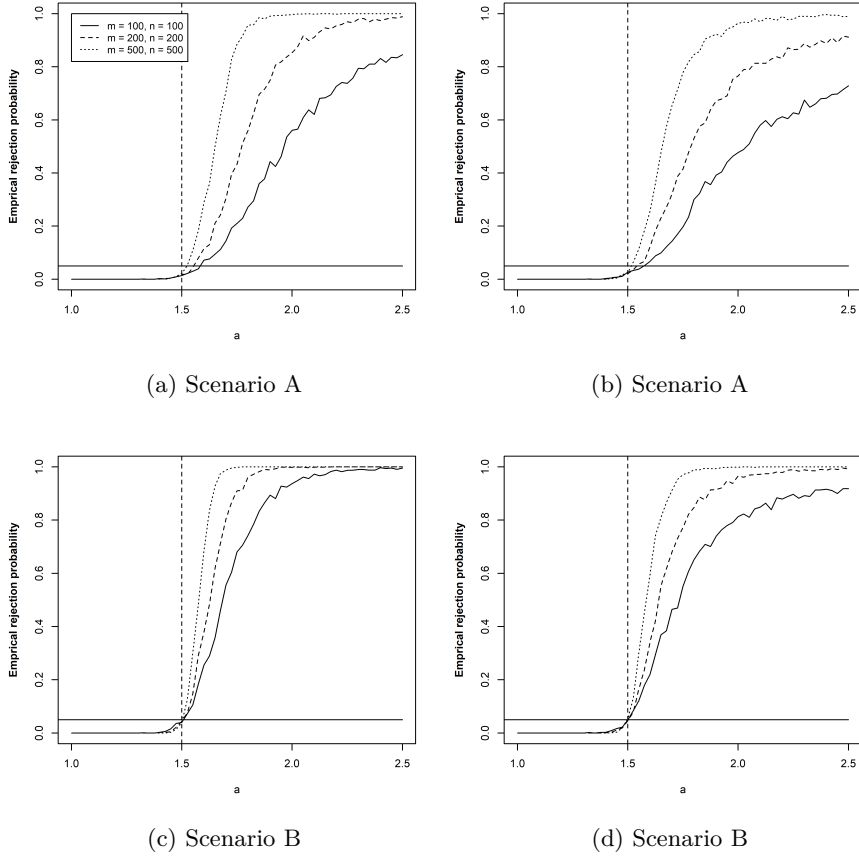 m = 100, n = 100
m = 200, n = 200
m = 500, n = 500
Emprical rejection probability
0.0
0.2
0.4
0.6
0.8
1.0
1.0
1.5
2.0
2.5
a
(a) Scenario A
Emprical rejection probability
0.0
0.2
0.4
0.6
0.8
1.0
1.0
1.5
2.0
2.5
a
(b) Scenario A
Emprical rejection probability
0.0
0.2
0.4
0.6
0.8
1.0
1.0
1.5
2.0
2.5
a
(c) Scenario B
Emprical rejection probability
0.0
0.2
0.4
0.6
0.8
1.0
1.0
1.5
2.0
2.5
a
(d) Scenario B